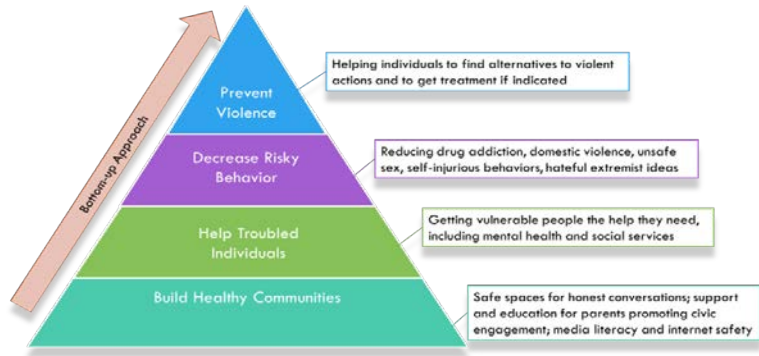 Bottom-up Approach
Prevent
Violence
Helping individuals to find alternatives to violent
actions and to get treatment if indicated
Decrease Risky
Behavior
Reducing drug addiction, domestic violence, unsafe
sex, self-injurious behaviors, hateful extremist ideas
Help Troubled
Individuals
Getting vulnerable people the help they need,
including mental health and social services
Build Healthy Communities
Safe spaces for honest conversations; support
and education for parents promoting civic
engagement; media literacy and internet safety